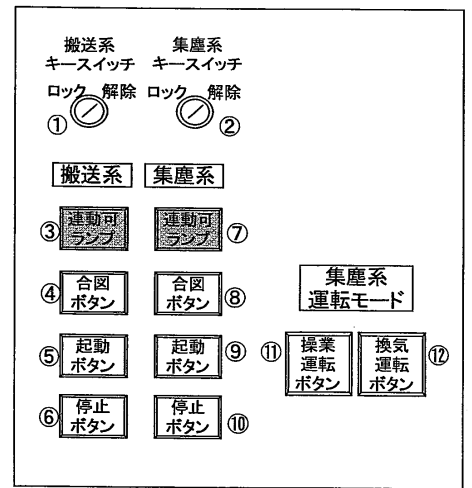 搬送系 集塵系
キースイッチ キースイッチ
ロック 解除 ロック 解除
① ②
搬送系 集塵系
③ 連動可 連動可 ⑦
ランプ ランプ
④ 合図 合図 ⑧
ボタン ボタン
集塵系
運転モード
⑤ 起動 起動 ⑨
ボタン ボタン
⑪ 操業 換気 ⑫
運転 運転
ボタン ボタン
⑥ 停止 停止 ⑩
ボタン ボタン